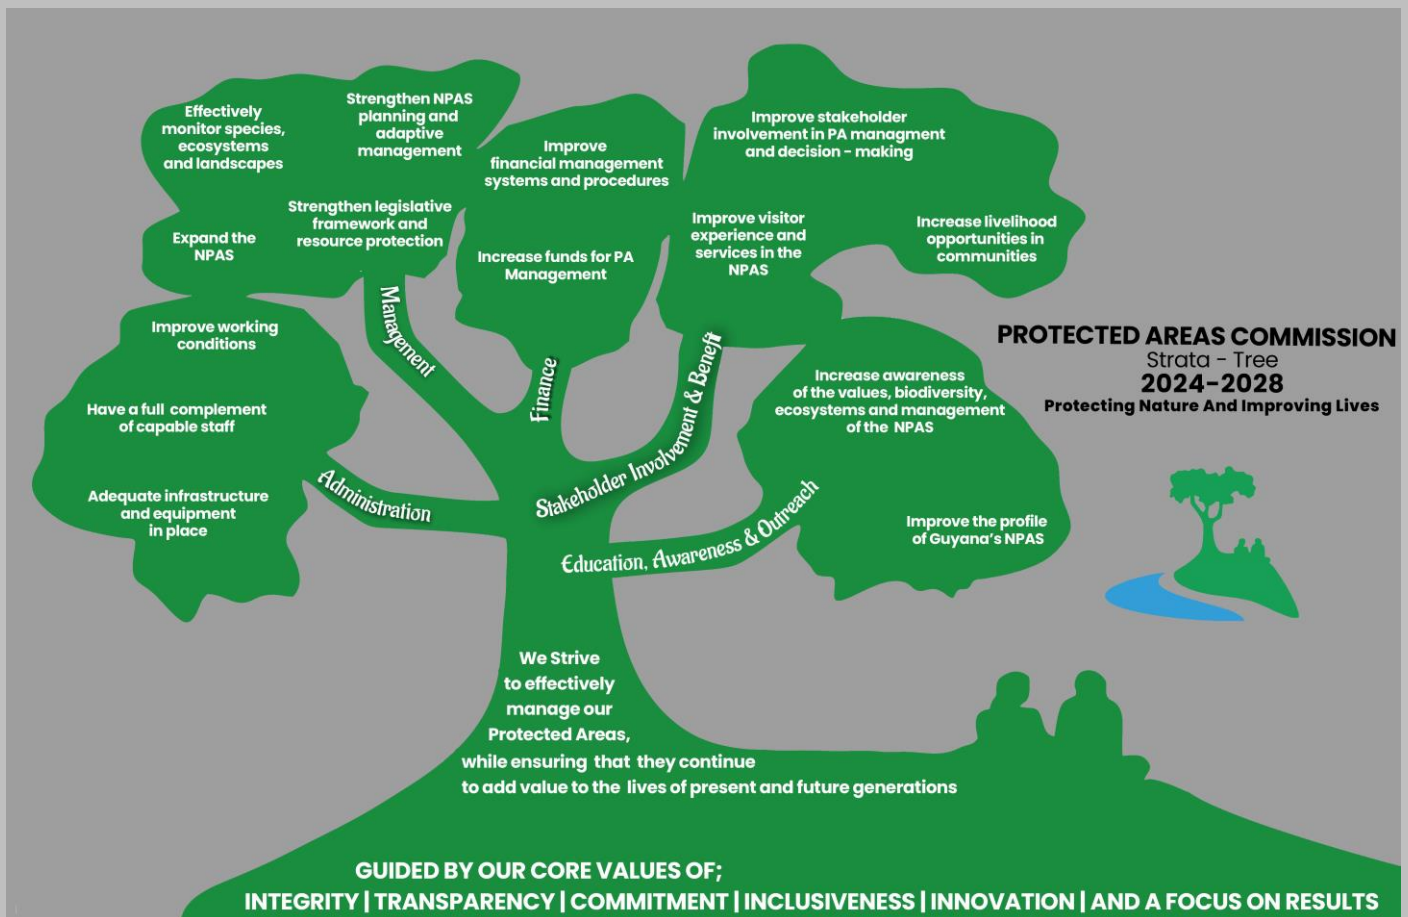 Effectively
monitor species,
ecosystems
and landscapes
Strengthen NPAS
planning and
adaptive
management
Expand the
NPAS
Strengthen legislative
framework and
resource protection
Management
Improve
financial management
systems and procedures
Increase funds for PA
Management
Finance
Improve stakeholder
involvement in PA managment
and decision - making
Improve visitor
experience and
services in the
NPAS
Increase livelihood
opportunities in
communities
Stakeholder Involvement & Benefit
Improve working
conditions
Have a full complement
of capable staff
Adequate infrastructure
and equipment
in place
Administration
Increase awareness
of the values, biodiversity,
ecosystems and management
of the NPAS
Improve the profile
of Guyana's NPAS
Education, Awareness & Outreach
PROTECTED AREAS COMMISSION
Strata - Tree
2024-2028
Protecting Nature And Improving Lives
We Strive
to effectively
manage our
Protected Areas,
while ensuring that they continue
to add value to the lives of present and future generations
GUIDED BY OUR CORE VALUES OF;
INTEGRITY | TRANSPARENCY | COMMITMENT | INCLUSIVENESS | INNOVATION | AND A FOCUS ON RESULTS